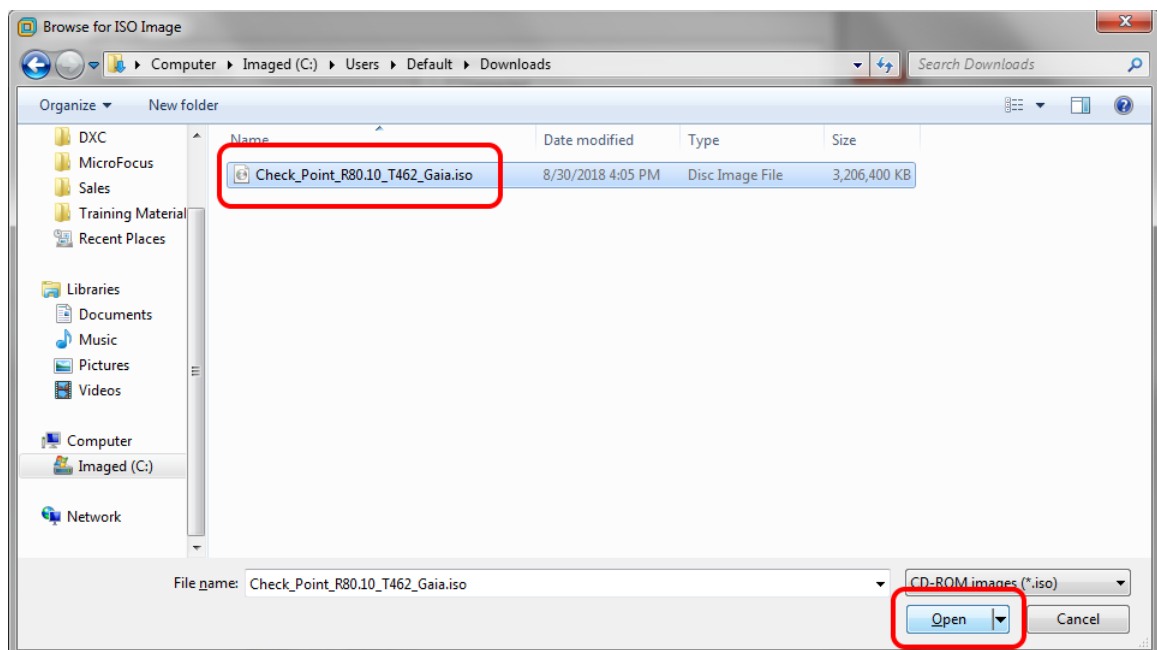 Browse for ISO Image
Computer Imaged (C:) Users Default Downloads
Search Downloads
Organize New folder
DXC
MicroFocus
Sales
Training Material
Recent Places
Libraries
Documents
Music
Pictures
Videos
Computer
Imaged (C:)
Network
Name Date modified Type Size
Check_Point_R80.10_T462_Gaia.iso 8/30/2018 4:05 PM Disc Image File 3,206,400 KB
File name: Check_Point_R80.10_T462_Gaia.iso
CD-ROM images (*.iso)
Open Cancel